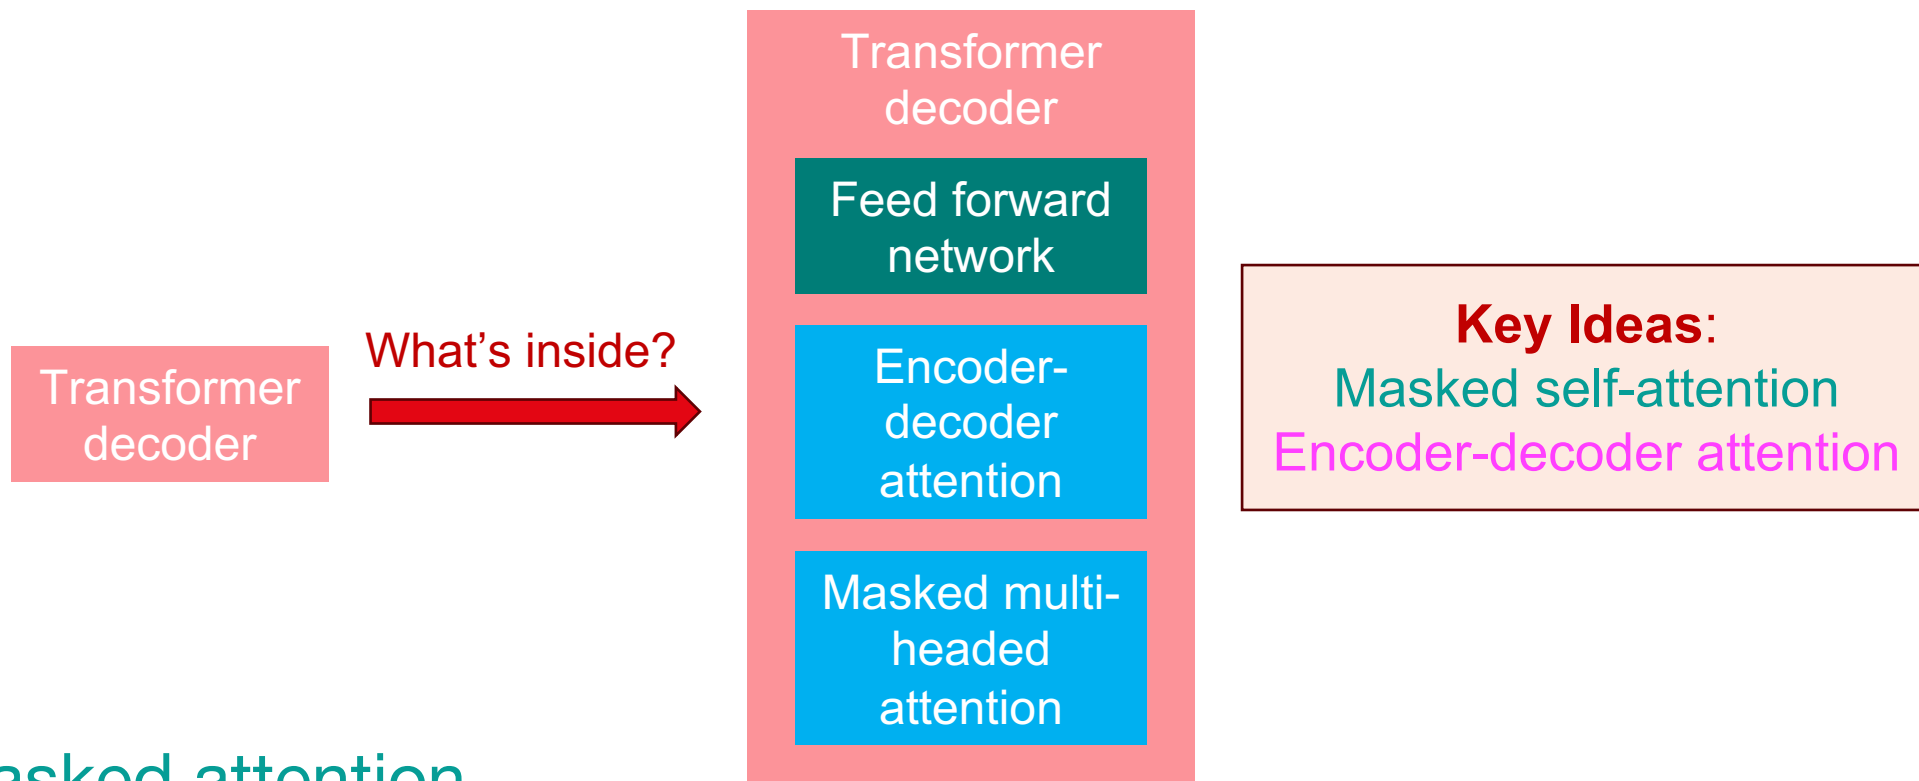 Transformer
decoder
What's inside?
Transformer
decoder
Feed forward
network
Encoder-
decoder
attention
Masked multi-
headed
attention
Key Ideas:
Masked self-attention
Encoder-decoder attention
attention